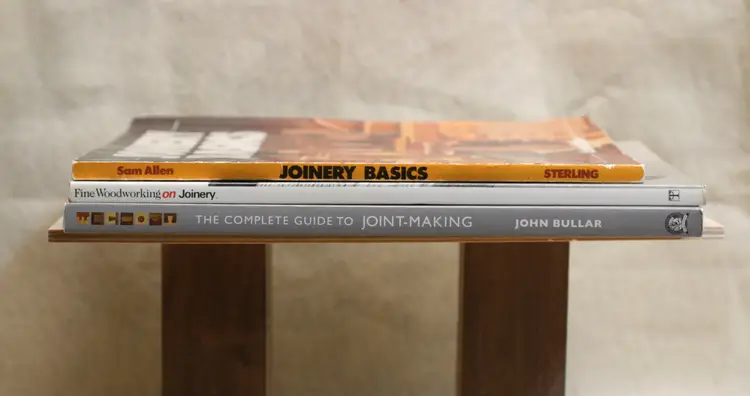 Sam Allen JOINERY BASICS STERLING
Fine Woodworking on Joinery
THE COMPLETE GUIDE TO JOINT-MAKING JOHN BULLAR